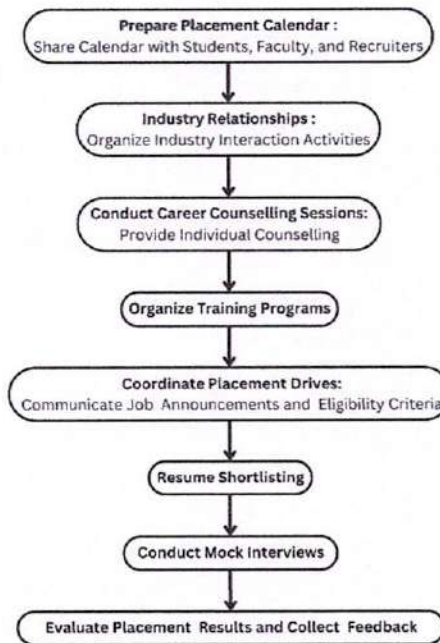 Prepare Placement Calendar :
Share Calendar with Students, Faculty, and Recruiters
Industry Relationships :
Organize Industry Interaction Activities
Conduct Career Counselling Sessions:
Provide Individual Counselling
Organize Training Programs
Coordinate Placement Drives:
Communicate Job Announcements and Eligibility Criteria
Resume Shortlisting
Conduct Mock Interviews
Evaluate Placement Results and Collect Feedback